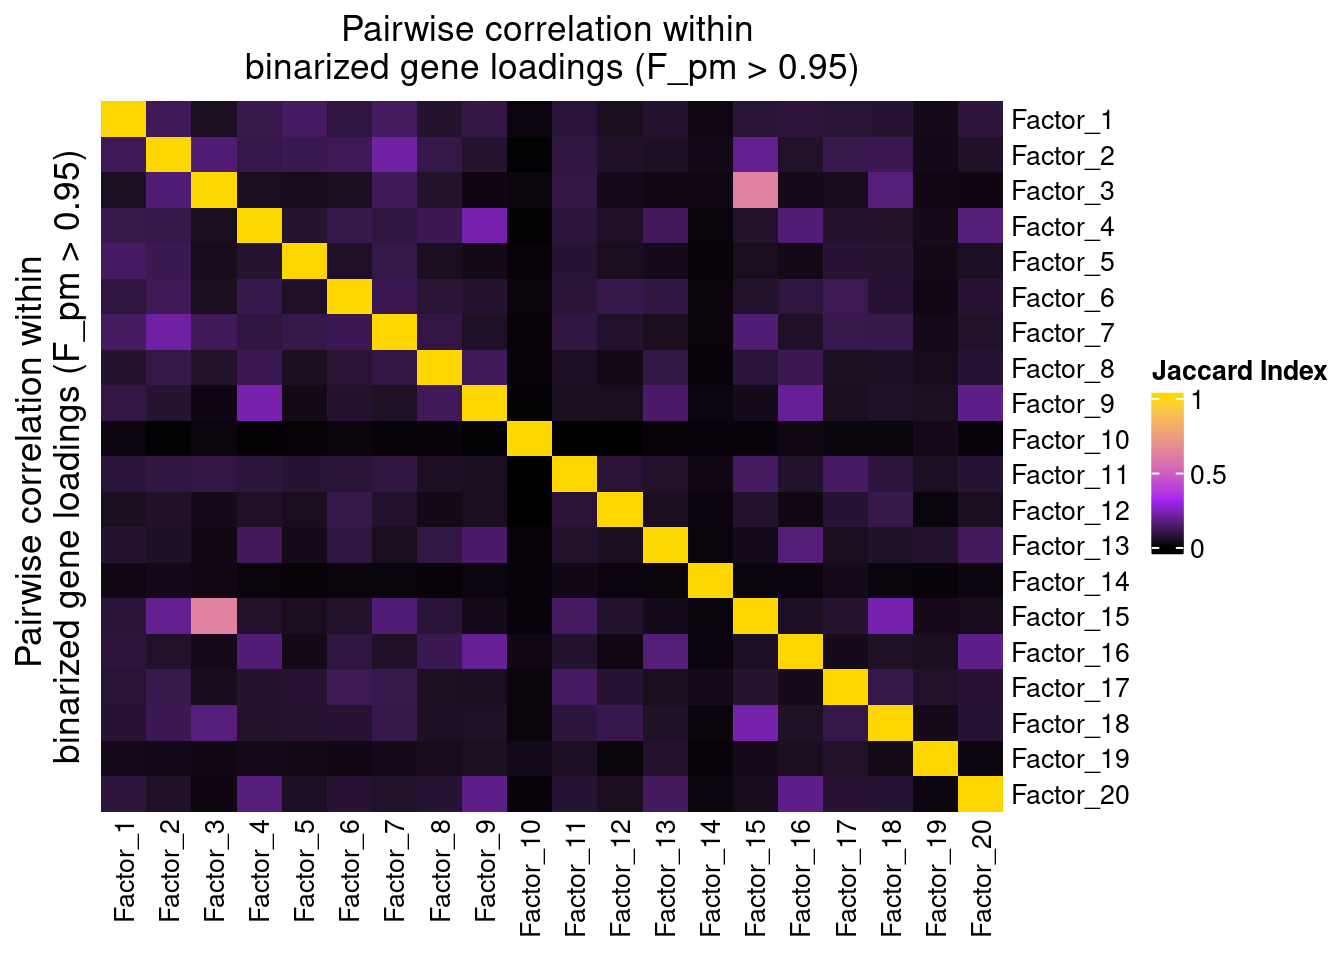 Pairwise correlation within
binarized gene loadings (F_pm > 0.95)
Pairwise correlation within
binarized gene loadings (F_pm > 0.95)
Factor_1
Factor_2
Factor_3
Factor_4
Factor_5
Factor_6
Factor_7
Factor_8
Factor_9
Factor_10
Factor_11
Factor_12
Factor_13
Factor_14
Factor_15
Factor_16
Factor_17
Factor_18
Factor_19
Factor_20
Jaccard Index
1
0.5
0
Factor_1
Factor_2
Factor_3
Factor_4
Factor_5
Factor_6
Factor_7
Factor_8
Factor_9
Factor_10
Factor_11
Factor_12
Factor_13
Factor_14
Factor_15
Factor_16
Factor_17
Factor_18
Factor_19
Factor_20